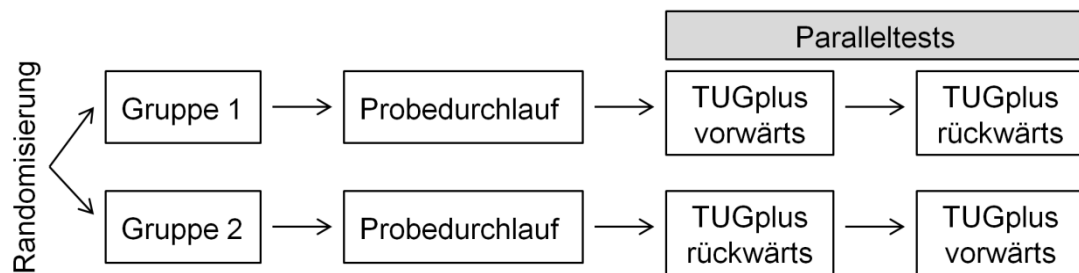 Paralleltests
Randomisierung
Gruppe 1
Probedurchlauf
TUGplus
vorwärts
TUGplus
rückwärts
Gruppe 2
Probedurchlauf
TUGplus
rückwärts
TUGplus
vorwärts